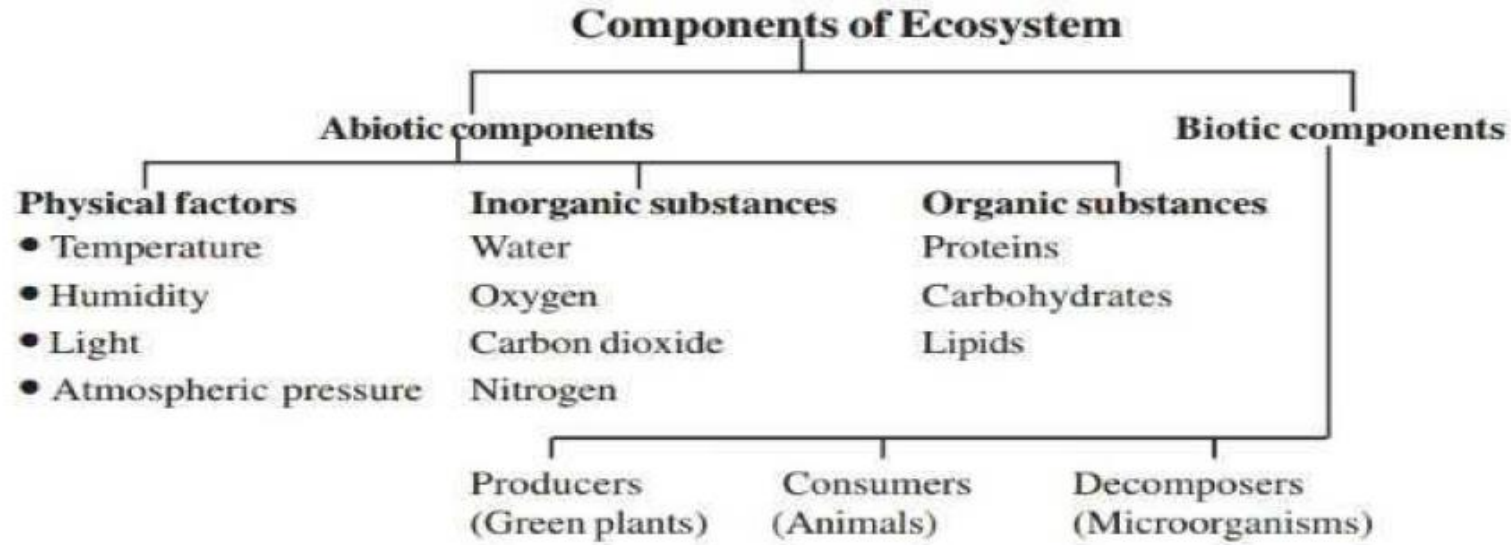 Components of Ecosystem
Abiotic components
Biotic components
Physical factors
• Temperature
• Humidity
• Light
• Atmospheric pressure
Inorganic substances
Water
Oxygen
Carbon dioxide
Nitrogen
Organic substances
Proteins
Carbohydrates
Lipids
Producers
(Green plants)
Consumers
(Animals)
Decomposers
(Microorganisms)